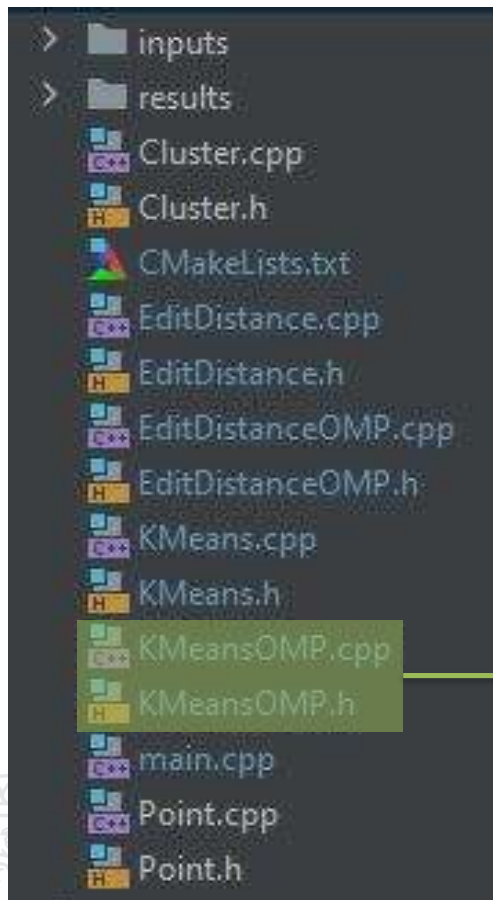 inputs
results
C++ Cluster.cpp
H Cluster.h
CMakeLists.txt
C++ EditDistance.cpp
H EditDistance.h
C++ EditDistanceOMP.cpp
H EditDistanceOMP.h
C++ KMeans.cpp
H KMeans.h
C++ KMeansOMP.cpp
H KMeansOMP.h
C++ main.cpp
C++ Point.cpp
H Point.h